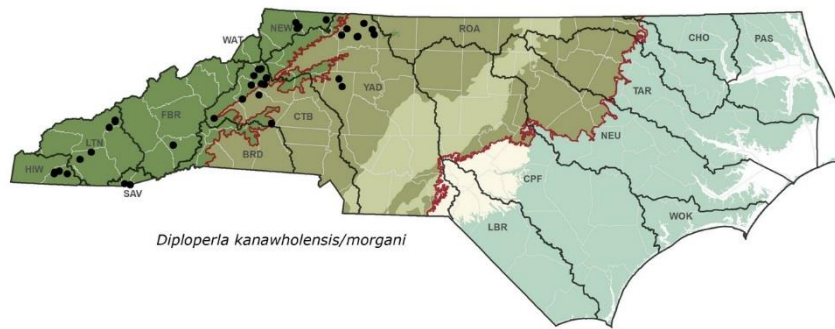 NEW
ROA
CHO
PAS
WAT
YAD
TAR
FBR
CTB
LTN
NEU
BRD
HIW
CPF
SAV
WOK
LBR
Diploperla kanawholensis/morgani